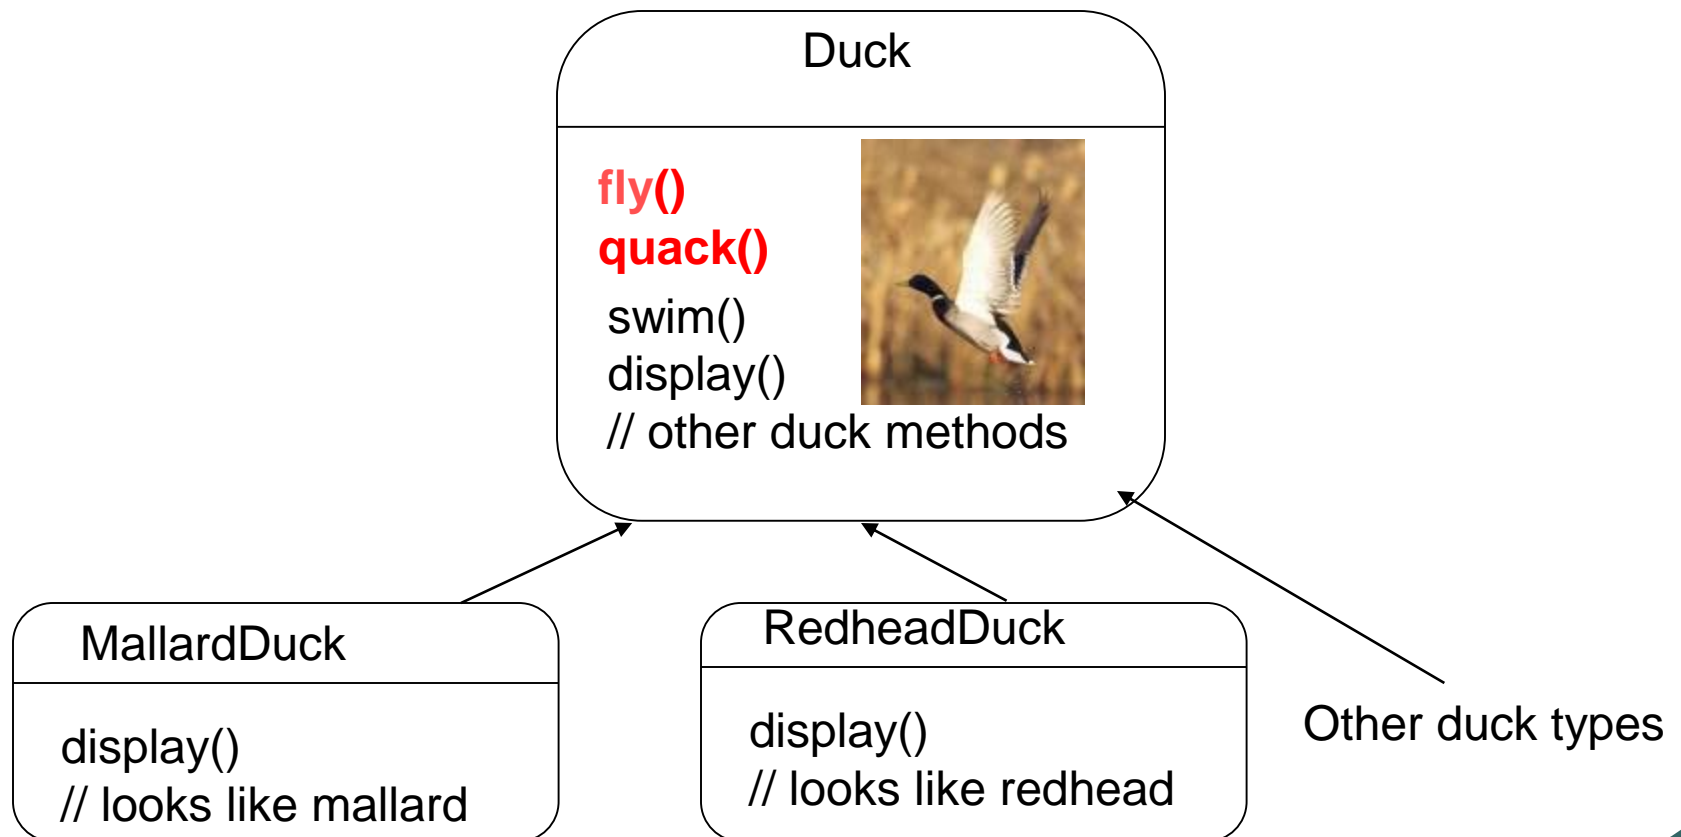 Duck
fly()
quack()
swim()
display()
// other duck methods
MallardDuck
display()
// looks like mallard
RedheadDuck
display()
// looks like redhead
Other duck types